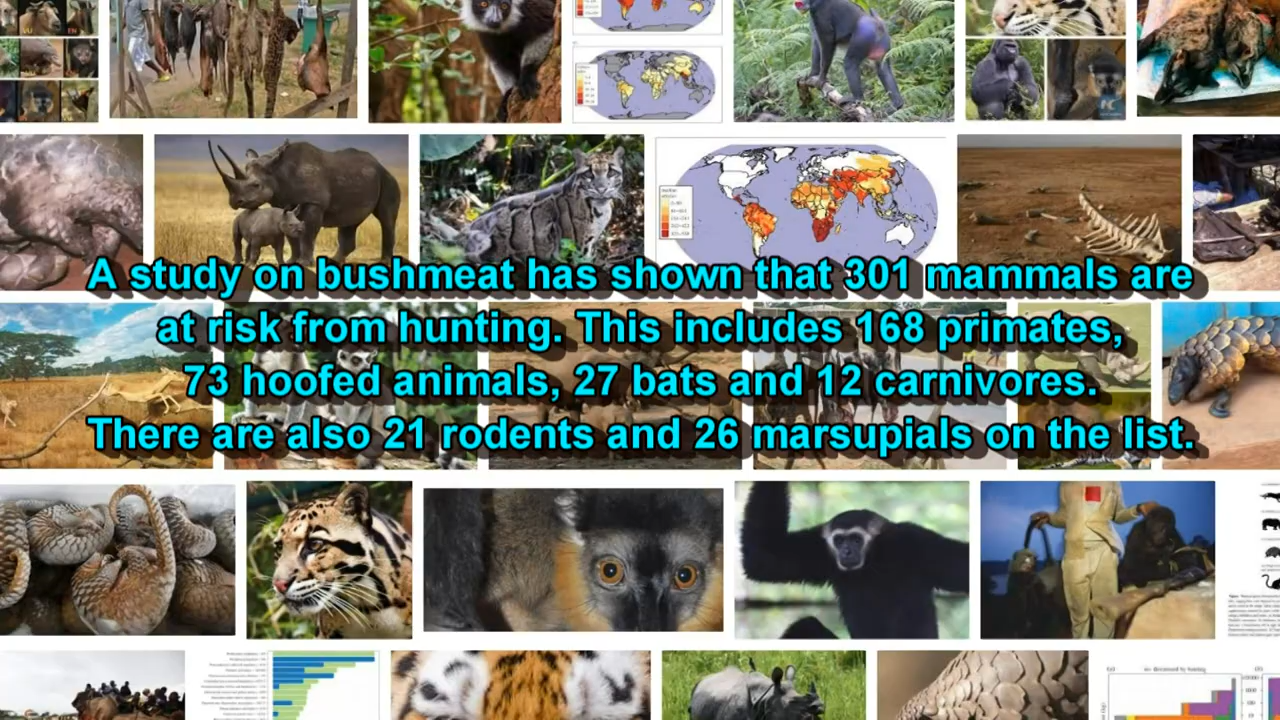 A study on bushmeat has shown that 301 mammals are
at risk from hunting. This includes 168 primates,
73 hoofed animals, 27 bats and 12 carnivores.
There are also 21 rodents and 26 marsupials on the list.